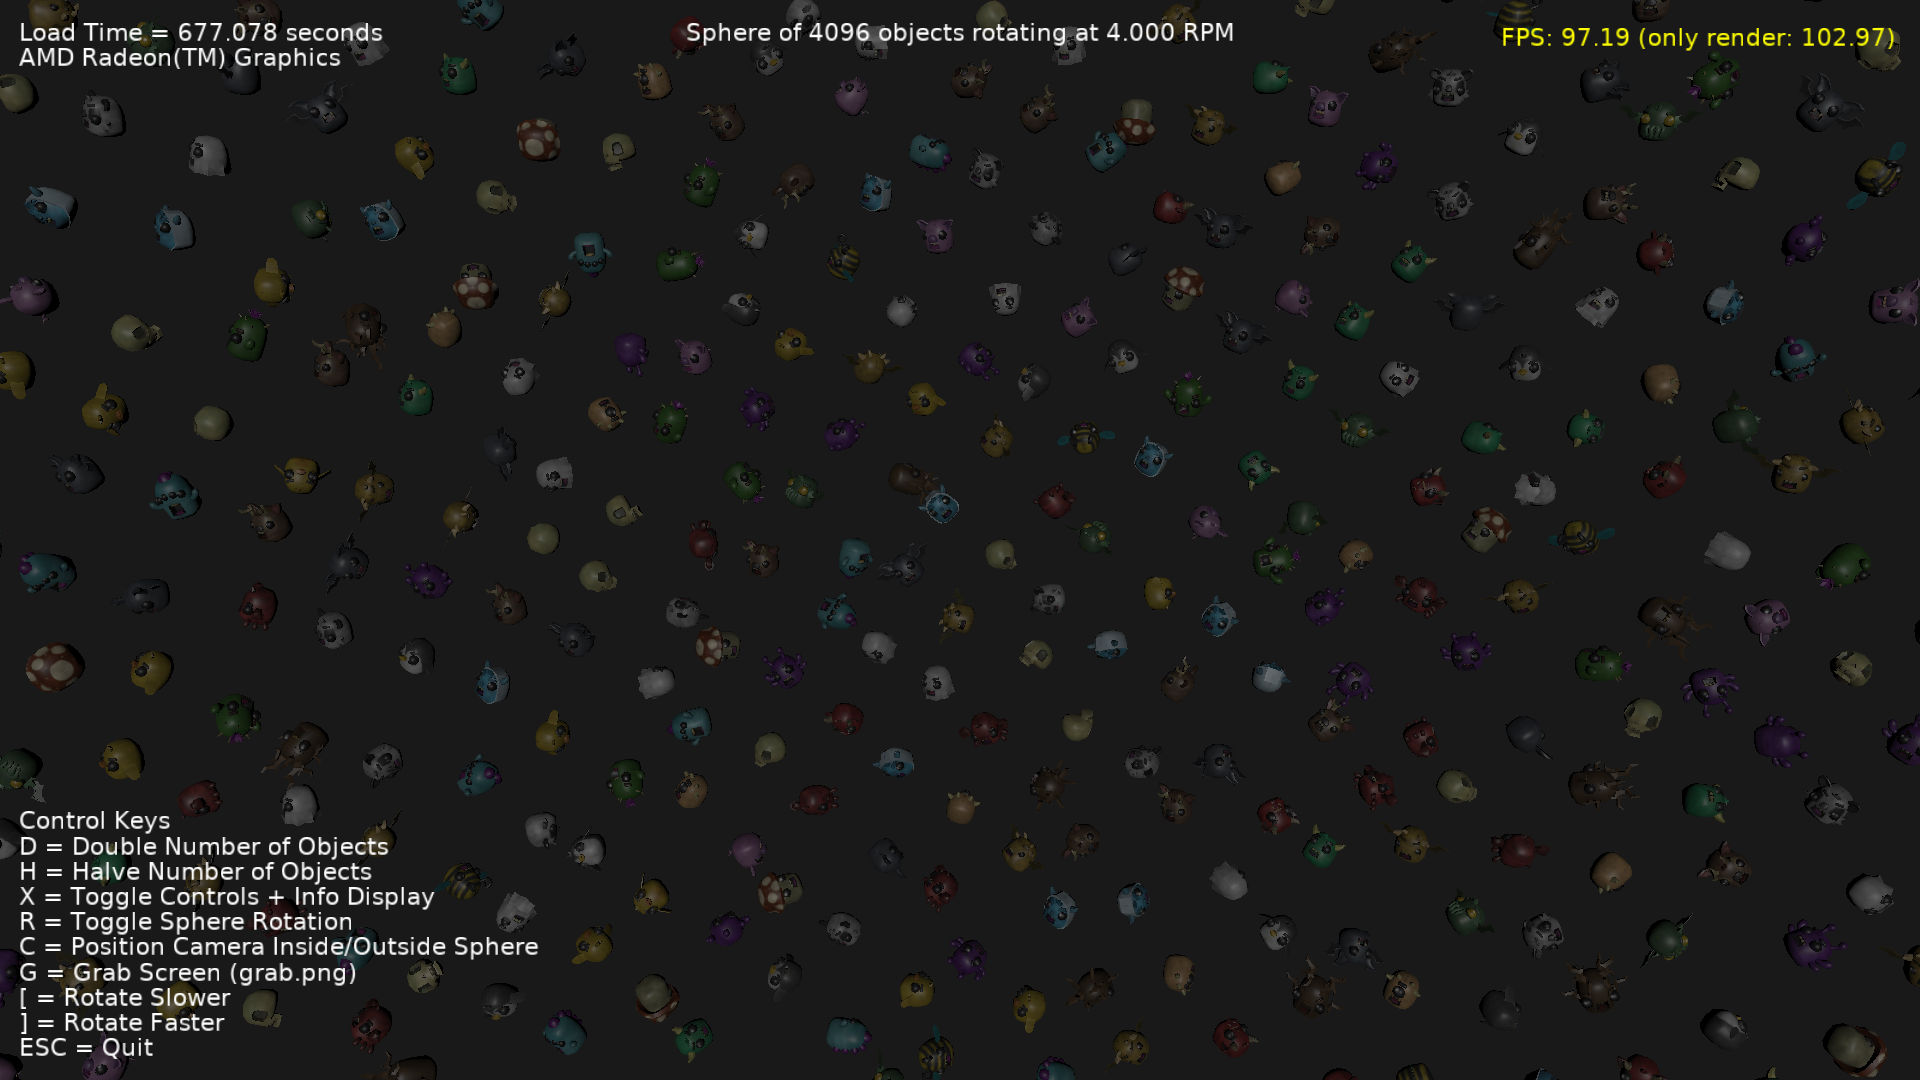 Load Time = 677.078 seconds
AMD Radeon(TM) Graphics
Sphere of 4096 objects rotating at 4.000 RPM
FPS: 97.19 (only render: 102.97)
Control Keys
D = Double Number of Objects
H = Halve Number of Objects
X = Toggle Controls + Info Display
R = Toggle Sphere Rotation
C = Position Camera Inside/Outside Sphere
G = Grab Screen (grab.png)
[ = Rotate Slower
] = Rotate Faster
ESC = Quit